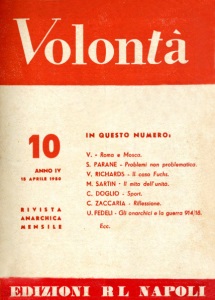 Volontà
10
ANNO IV
15 APRILE 1950
RIVISTA
ANARCHICA
MENSILE
IN QUESTO NUMERO:
V. - Roma e Mosca.
S. PARANE - Problemi non problematica.
V. RICHARDS - Il caso Fuchs.
M. SARTIN - Il mito dell'unità.
C. DOGLIO - Sport.
C. ZACCARIA - Riflessione.
U. FEDELI - Gli anarchici e la guerra 914/18.
Ecc.
EDIZIONI RL NAPOLI